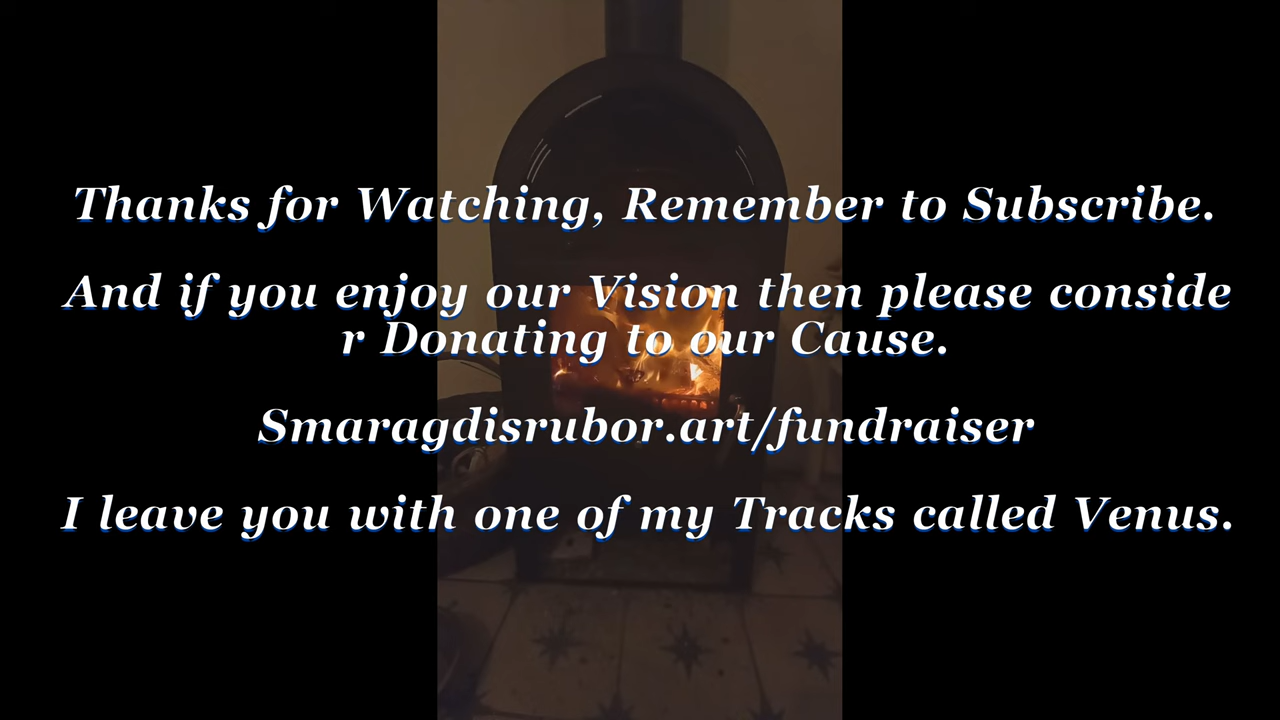 Thanks for Watching, Remember to Subscribe.
And if you enjoy our Vision then please conside
r Donating to our Cause.
Smaragdisrubor.art/fundraiser
I leave you with one of my Tracks called Venus.